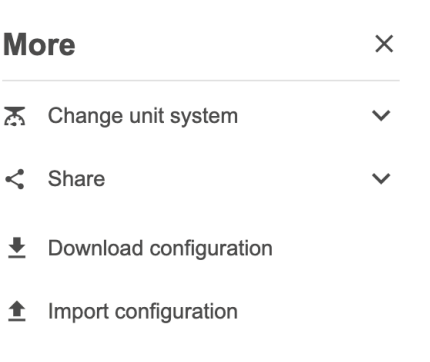 More
Change unit system
Share
Download configuration
Import configuration